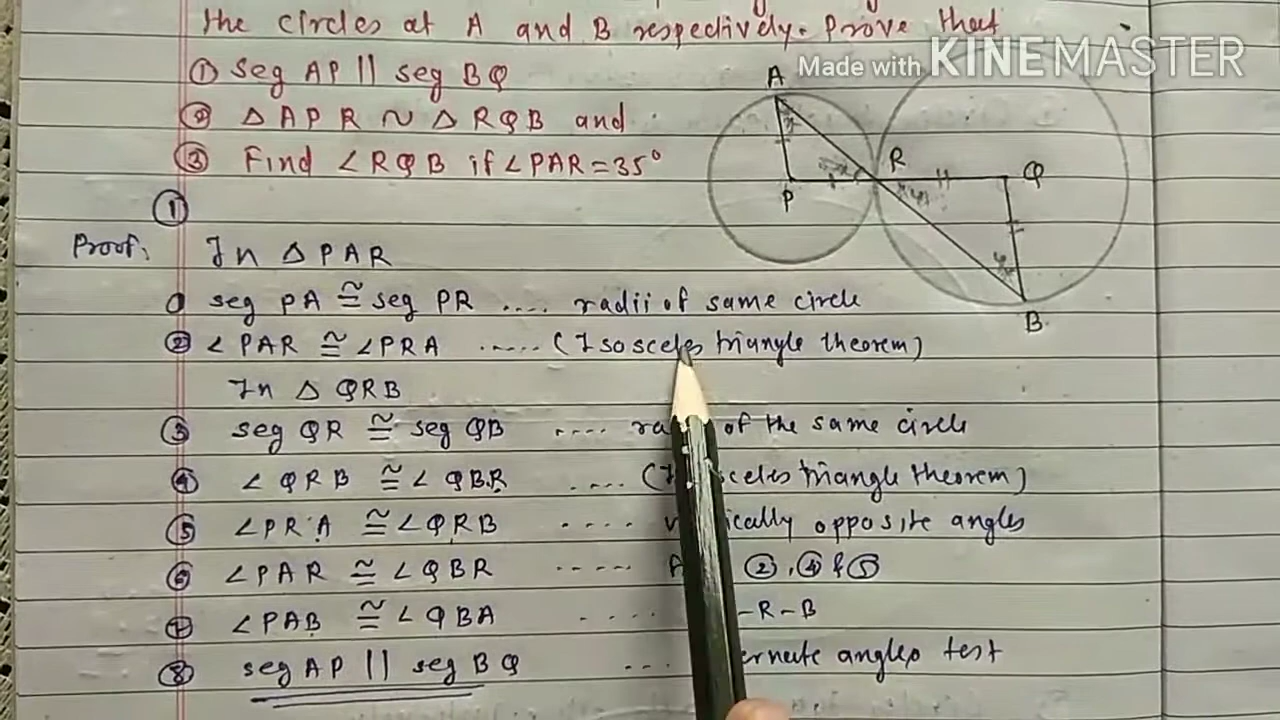 the circles at A and B respectively. Prove that
Made with KINEMASTER
① seg AP || seg BQ
② △APR ~ △RQB and
③ Find ∠RQB if ∠PAR = 35°
A
R
P
Q
B
①
Proof: In △PAR
① seg PA ≅ seg PR .... radii of same circle
② ∠PAR ≅ ∠PRA ..... (Isosceles triangle theorem)
In △QRB
③ seg QR ≅ seg QB .... of the same circle
④ ∠QRB ≅ ∠QBR .... triangle theorem)
⑤ ∠PRA ≅ ∠QRB .... opposite angles
⑥ ∠PAR ≅ ∠QBR ..... ②, ④ & ⑤
⑦ ∠PAB ≅ ∠QBA .... -R-B
⑧ seg AP || seg BQ ... angles test